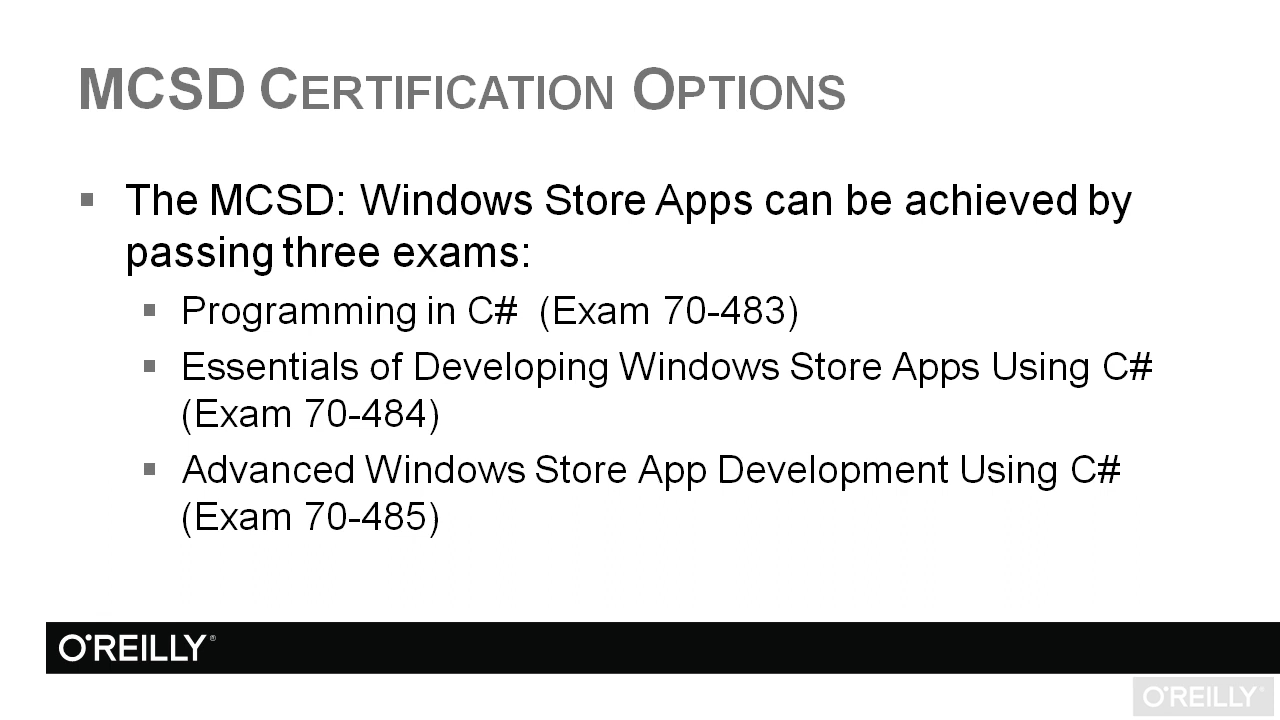 MCSD CERTIFICATION OPTIONS
The MCSD: Windows Store Apps can be achieved by
passing three exams:
Programming in C#  (Exam 70-483)
Essentials of Developing Windows Store Apps Using C#
(Exam 70-484)
Advanced Windows Store App Development Using C#
(Exam 70-485)
O'REILLY®
O'REILLY®